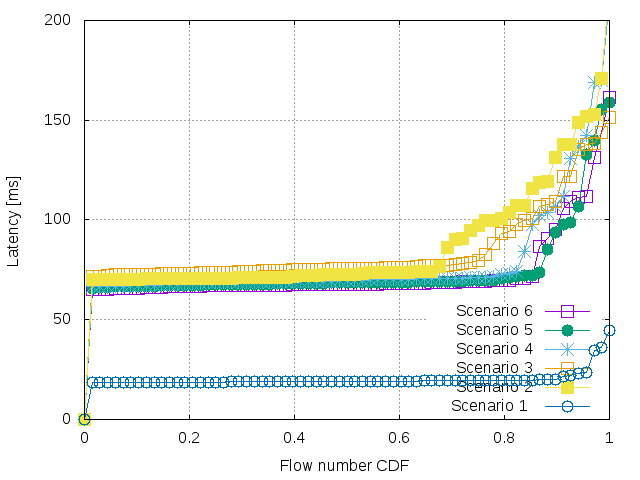 200
150
100
50
0
Latency [ms]
Scenario 6
Scenario 5
Scenario 4
Scenario 3
Scenario 2
Scenario 1
0
0.2
0.4
0.6
0.8
1
Flow number CDF